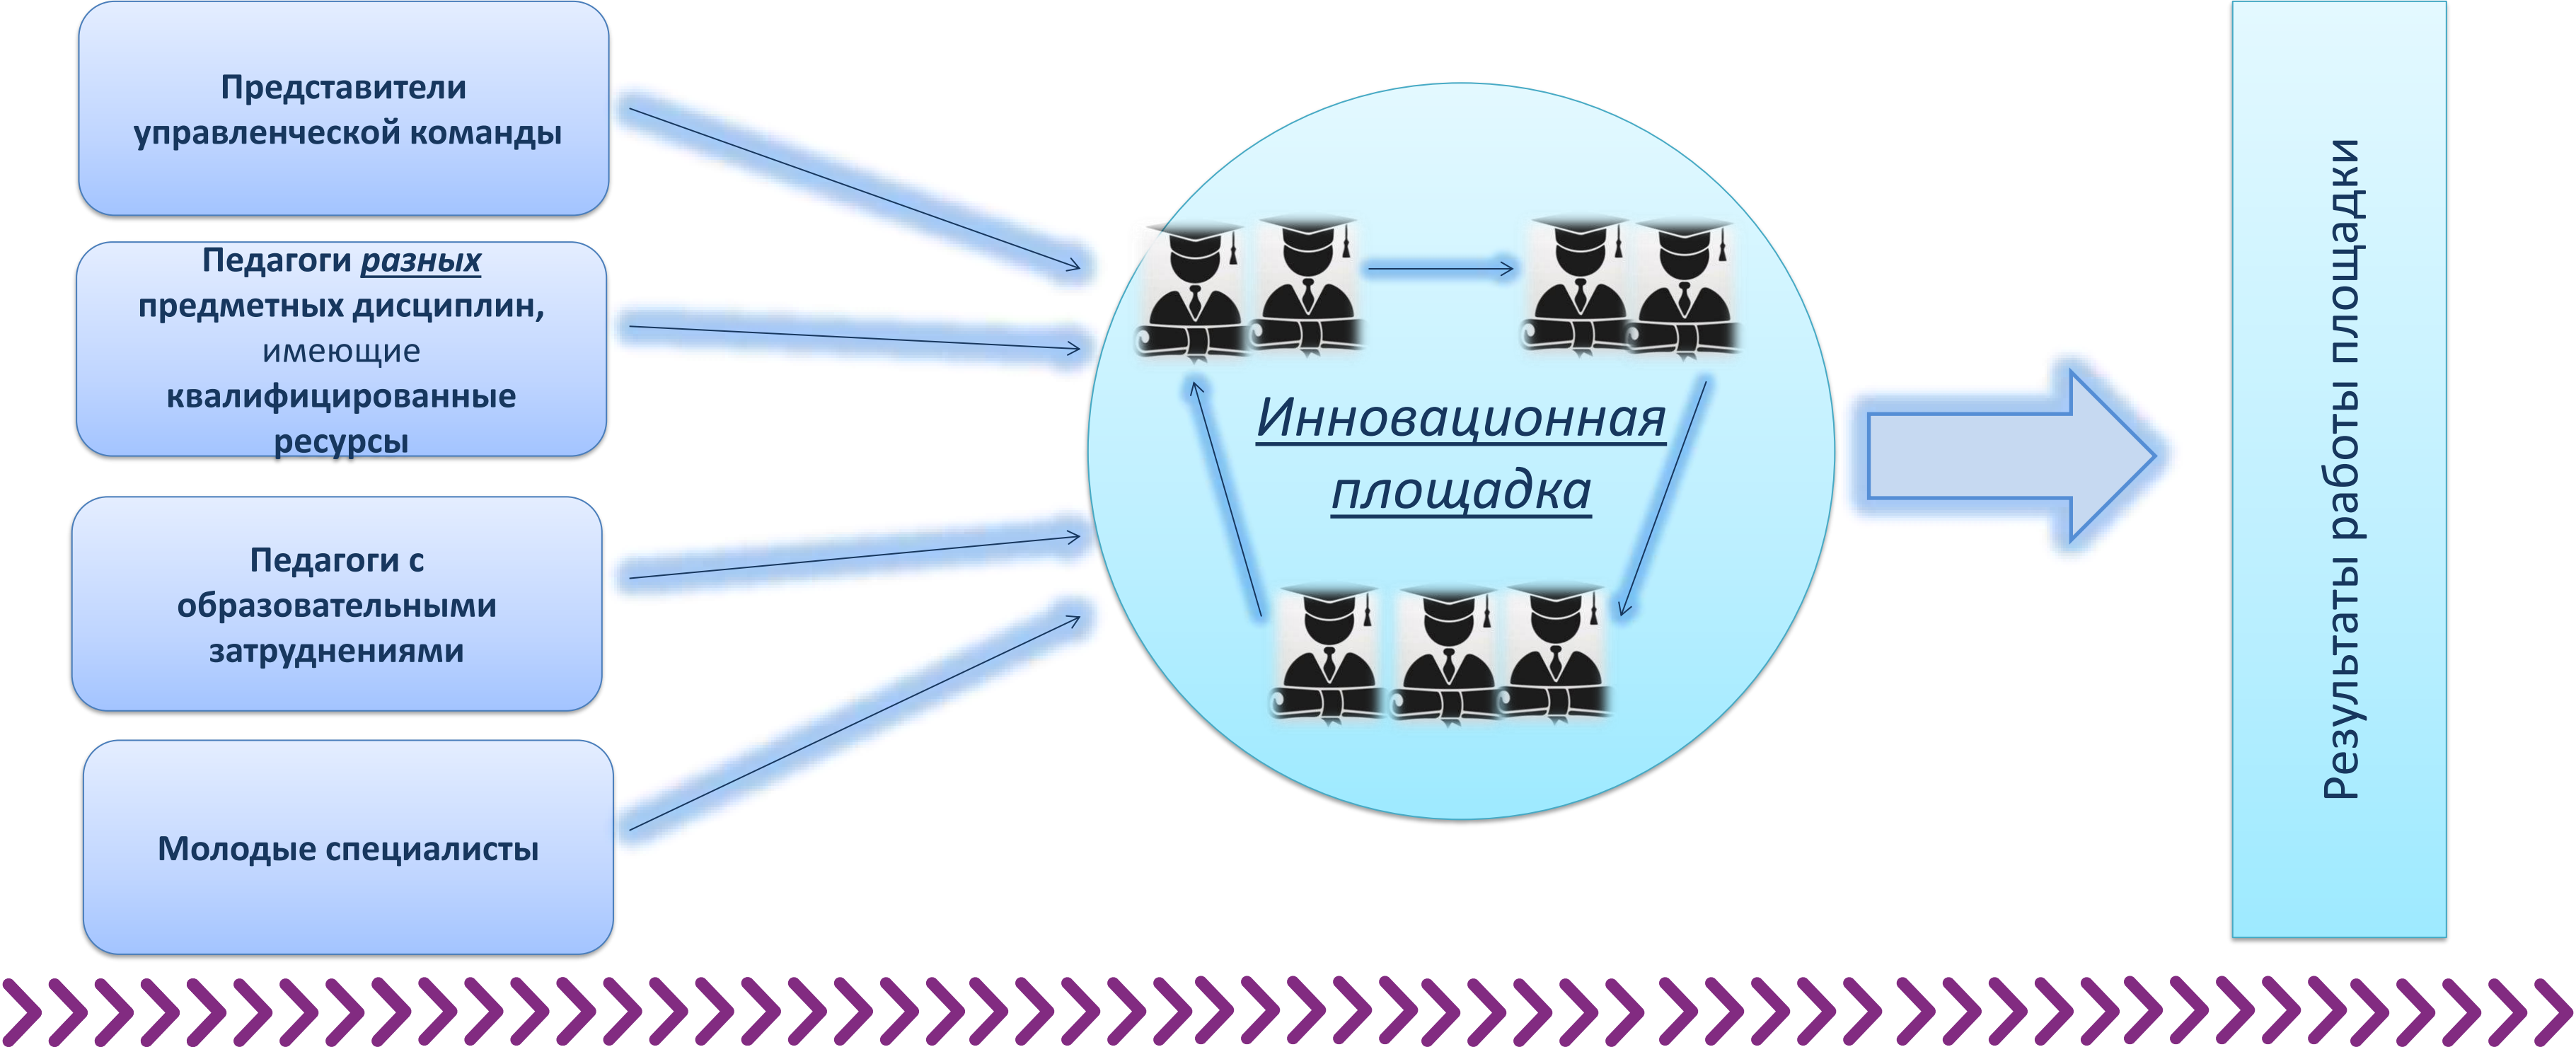 Представители
управленческой команды
Педагоги разных
предметных дисциплин,
имеющие
квалифицированные
ресурсы
Педагоги с
образовательными
затруднениями
Молодые специалисты
Инновационная
площадка
Результаты работы площадки